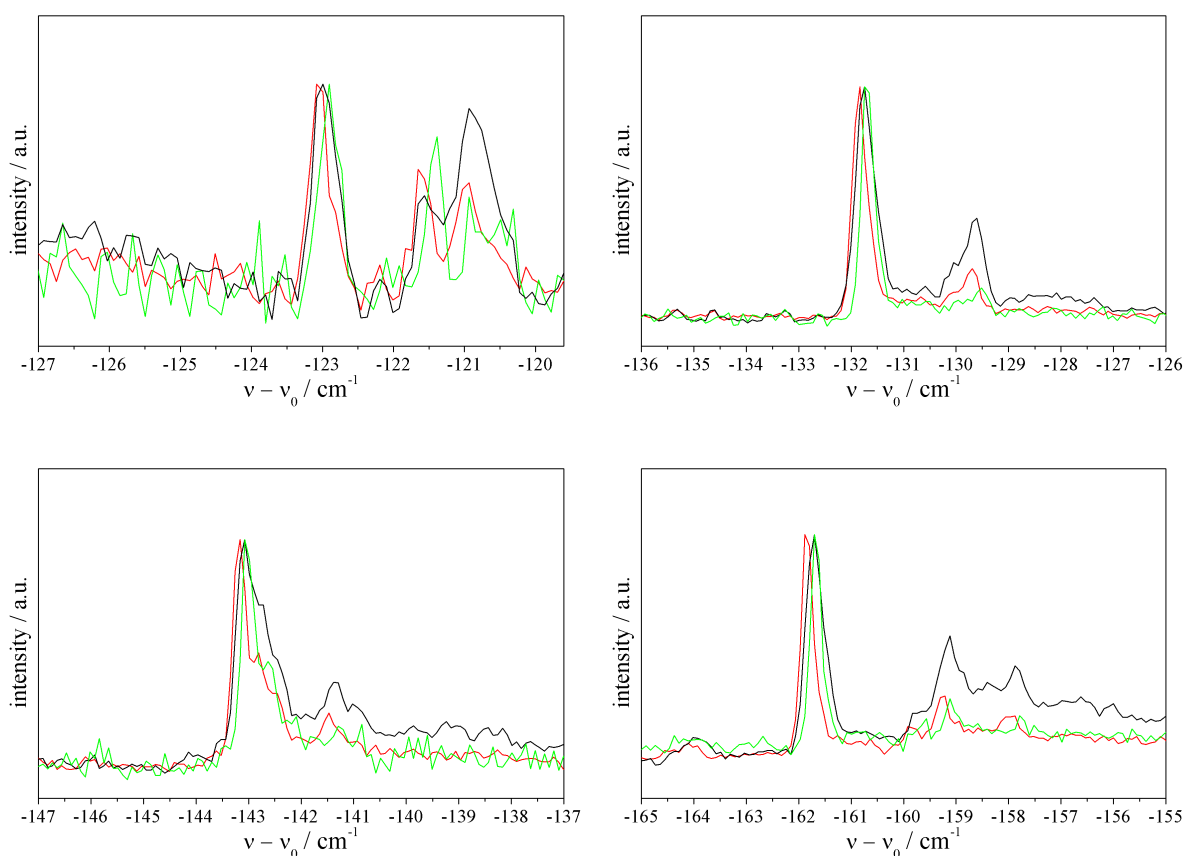 intensity / a.u.
-127 -126 -125 -124 -123 -122 -121 -120
ν – ν0 / cm-1
intensity / a.u.
-136 -135 -134 -133 -132 -131 -130 -129 -128 -127 -126
ν – ν0 / cm-1
intensity / a.u.
-147 -146 -145 -144 -143 -142 -141 -140 -139 -138 -137
ν – ν0 / cm-1
intensity / a.u.
-165 -164 -163 -162 -161 -160 -159 -158 -157 -156 -155
ν – ν0 / cm-1